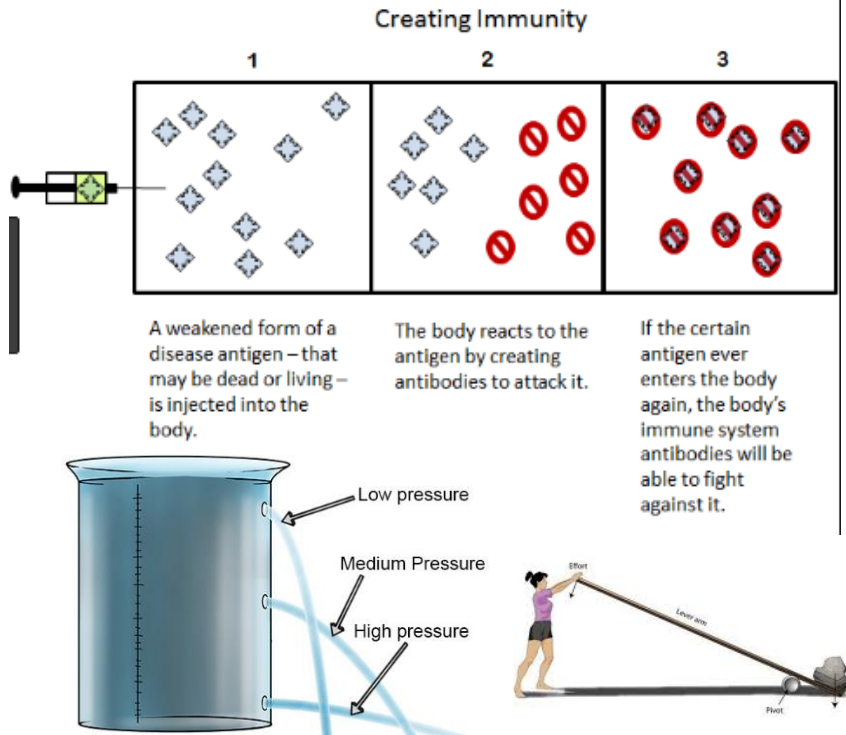 Creating Immunity
1
2
3
A weakened form of a
disease antigen – that
may be dead or living –
is injected into the
body.
The body reacts to the
antigen by creating
antibodies to attack it.
If the certain
antigen ever
enters the body
again, the body's
immune system
antibodies will be
able to fight
against it.
Low pressure
Medium Pressure
High pressure
Effort
Lever arm
Pivot